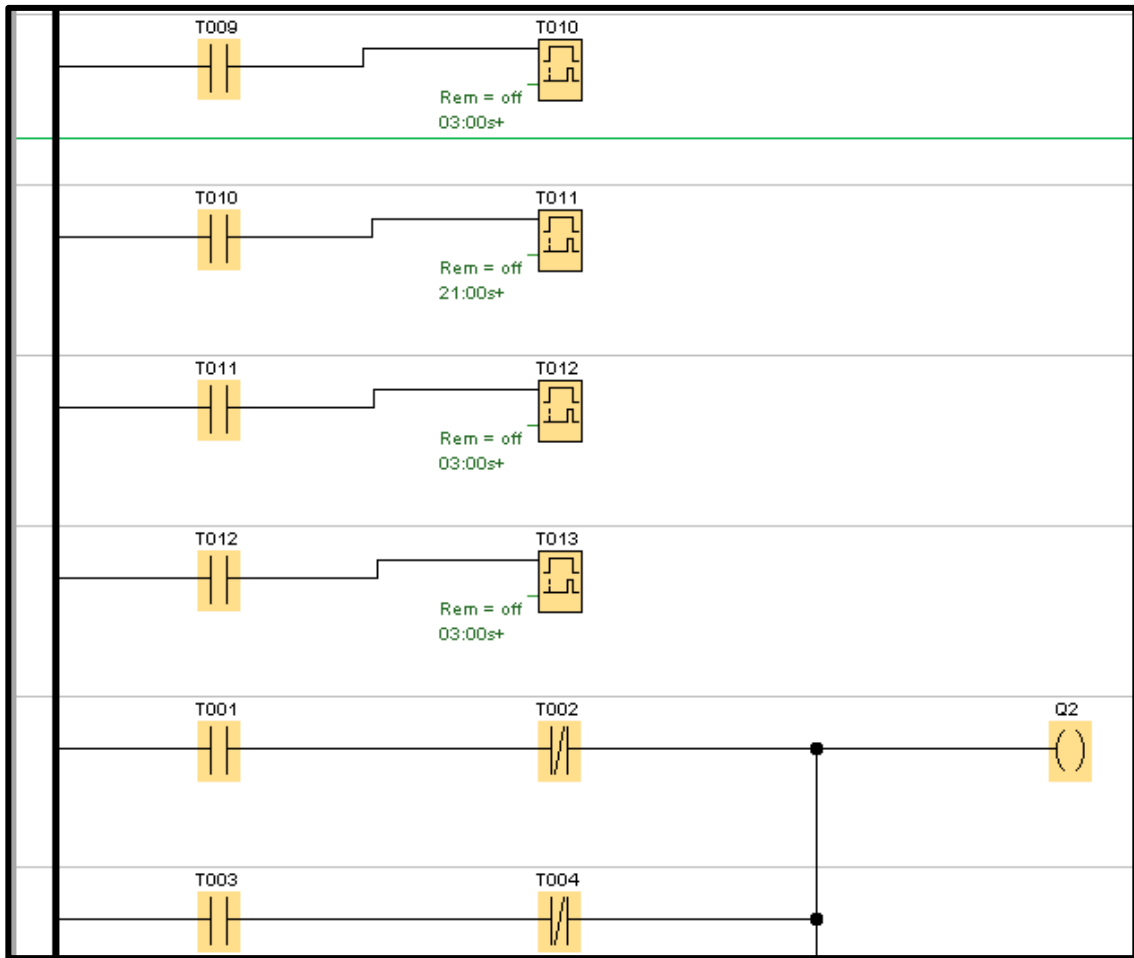 T009 T010
Rem = off
03:00s+
T010 T011
Rem = off
21:00s+
T011 T012
Rem = off
03:00s+
T012 T013
Rem = off
03:00s+
T001 T002 Q2
T003 T004